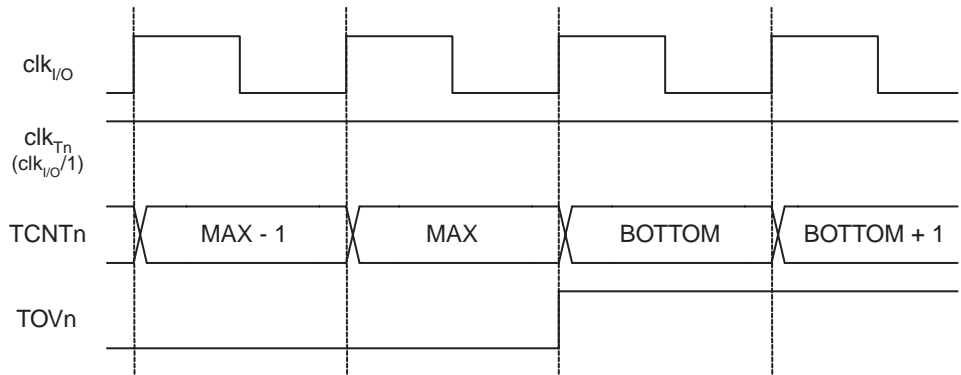 clk_I/O
clk_Tn
(clk_I/O/1)
TCNTn MAX - 1 MAX BOTTOM BOTTOM + 1
TOVn